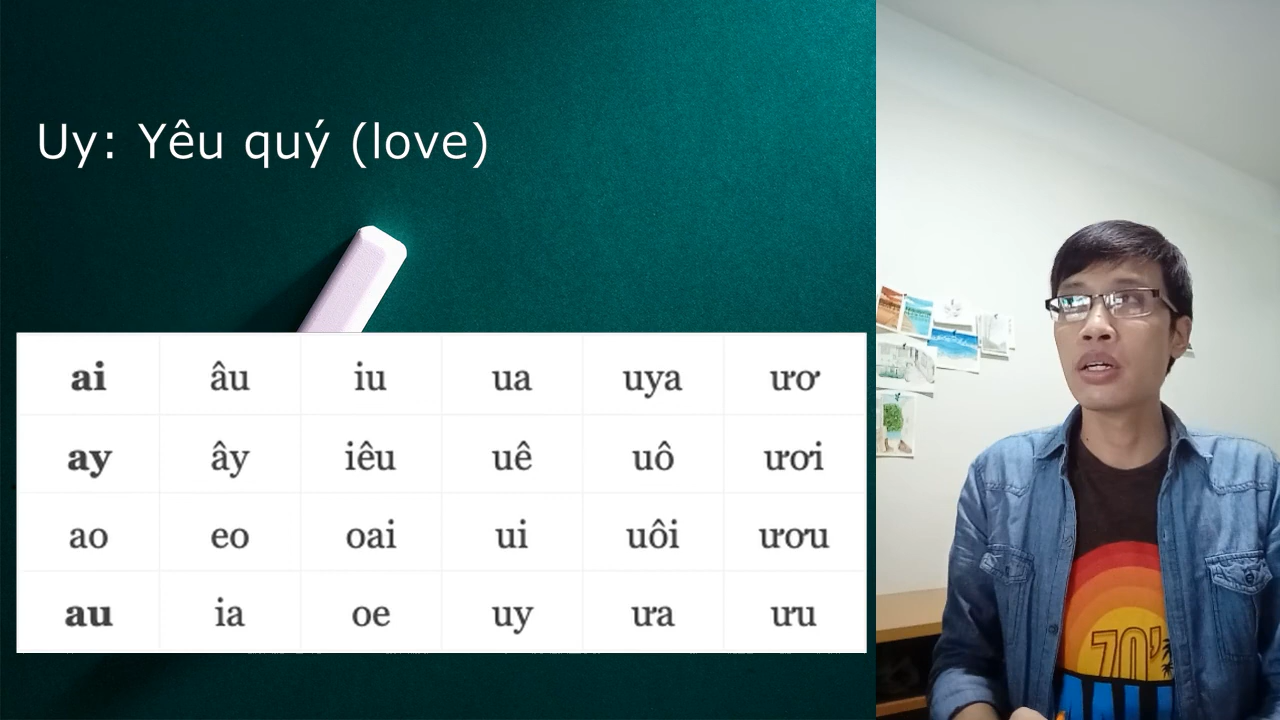 Uy: Yêu quý (love)
ai âu iu ua uya ươ
ay ây iêu uê uô ươi
ao eo oai ui uôi ươu
au ia oe uy ưa ưu
70'